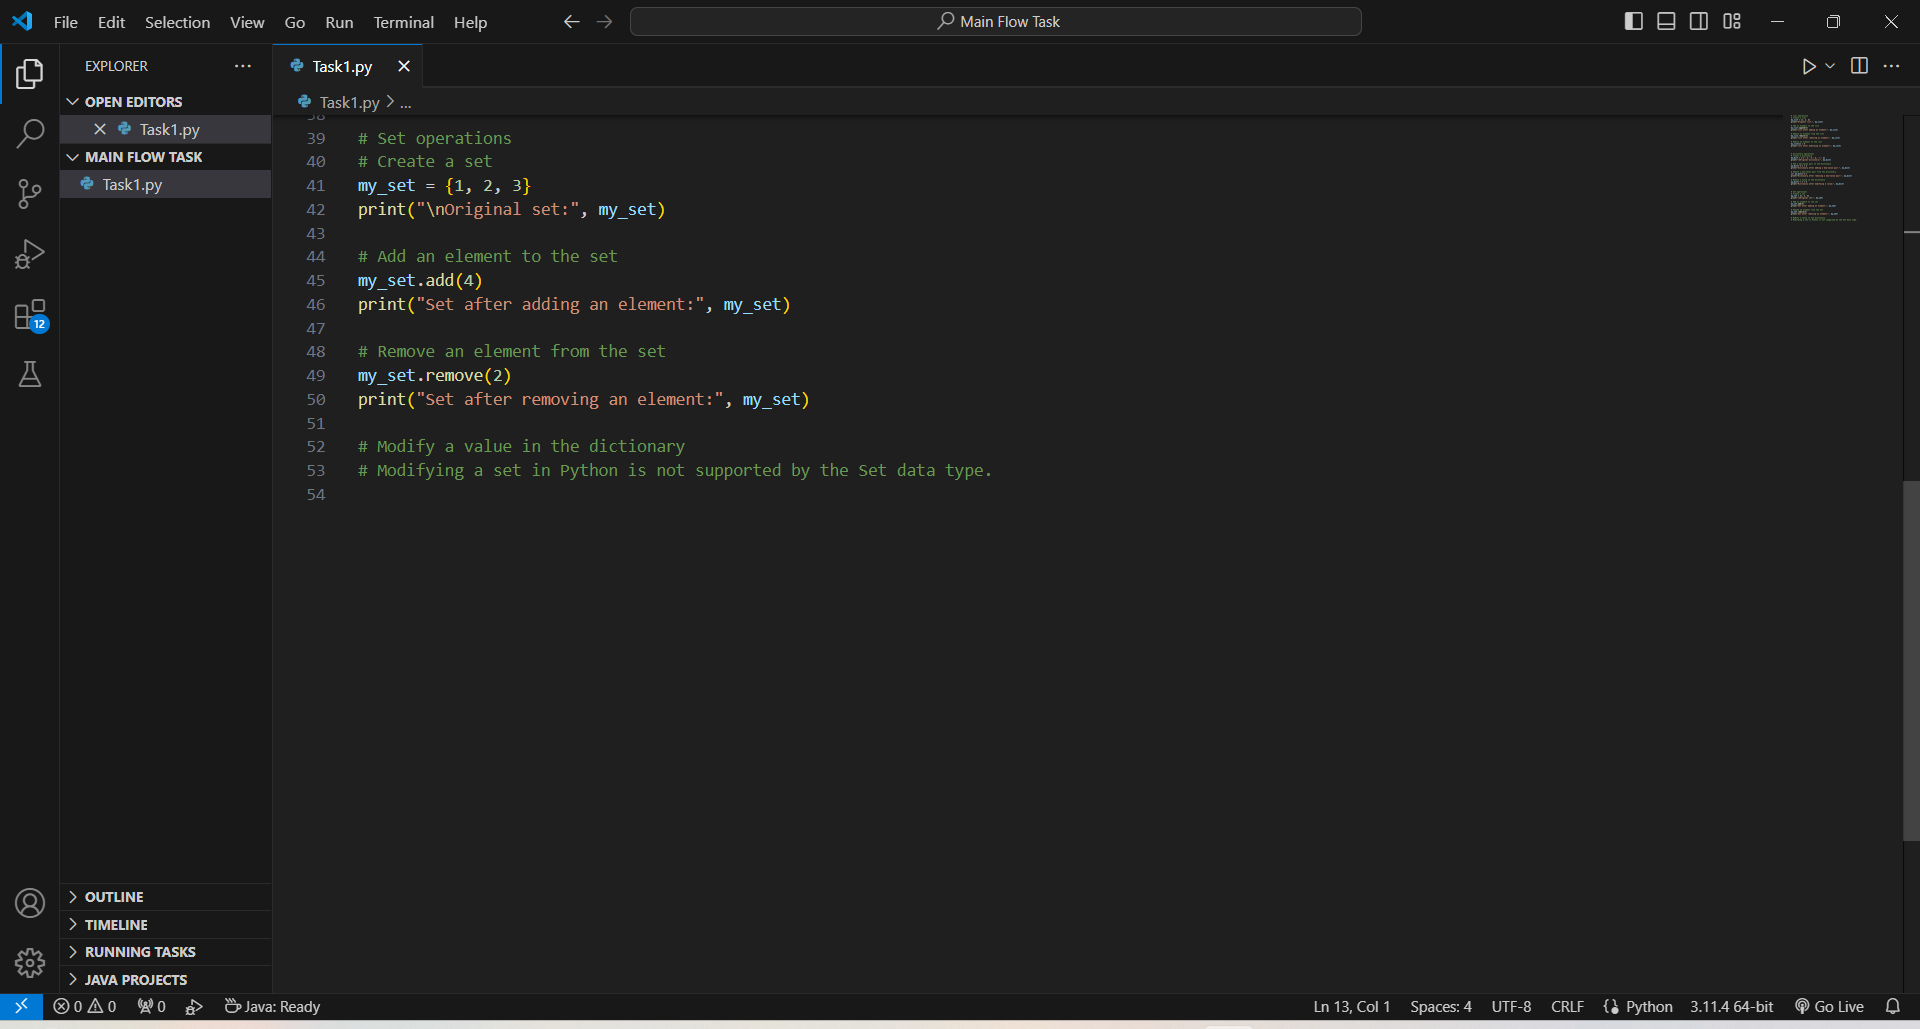 File Edit Selection View Go Run Terminal Help
Main Flow Task
EXPLORER
OPEN EDITORS
Task1.py
MAIN FLOW TASK
Task1.py
12
OUTLINE
TIMELINE
RUNNING TASKS
JAVA PROJECTS
Task1.py
Task1.py > ...
38
39 # Set operations
40 # Create a set
41 my_set = {1, 2, 3}
42 print("\nOriginal set:", my_set)
43
44 # Add an element to the set
45 my_set.add(4)
46 print("Set after adding an element:", my_set)
47
48 # Remove an element from the set
49 my_set.remove(2)
50 print("Set after removing an element:", my_set)
51
52 # Modify a value in the dictionary
53 # Modifying a set in Python is not supported by the Set data type.
54
0 0 0 Java: Ready Ln 13, Col 1 Spaces: 4 UTF-8 CRLF Python 3.11.4 64-bit Go Live